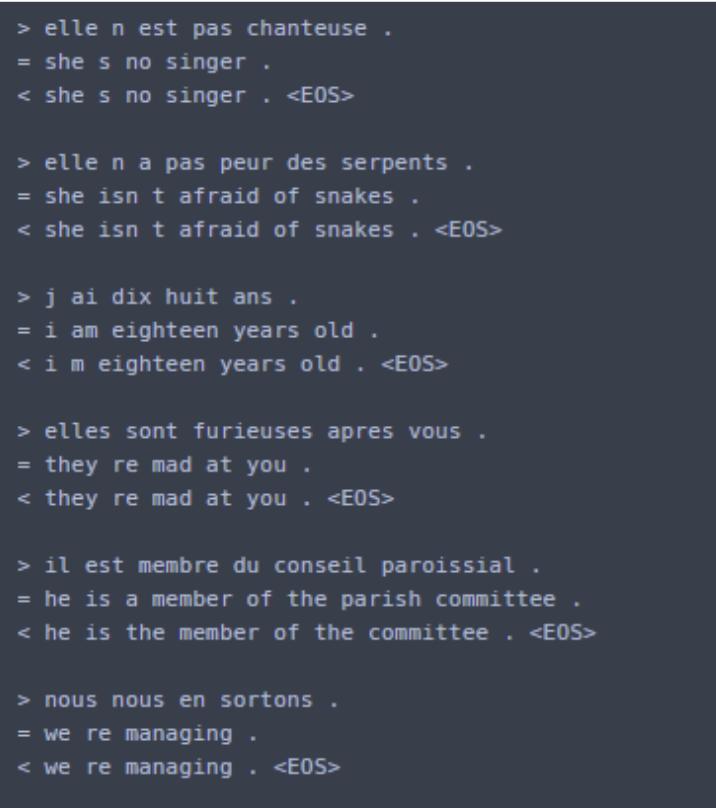 > elle n est pas chanteuse .
= she s no singer .
< she s no singer . <EOS>
> elle n a pas peur des serpents .
= she isn t afraid of snakes .
< she isn t afraid of snakes . <EOS>
> j ai dix huit ans .
= i am eighteen years old .
< i m eighteen years old . <EOS>
> elles sont furieuses apres vous .
= they re mad at you .
< they re mad at you . <EOS>
> il est membre du conseil paroissial .
= he is a member of the parish committee .
< he is the member of the committee . <EOS>
> nous nous en sortons .
= we re managing .
< we re managing . <EOS>